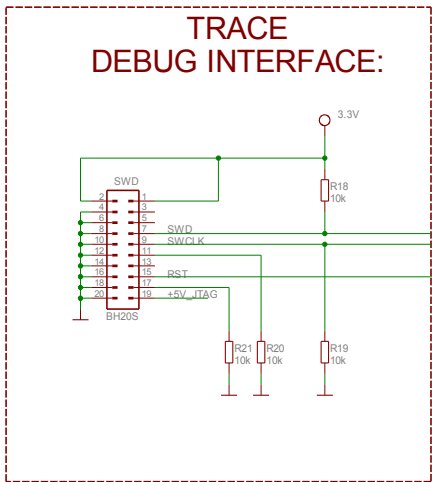 TRACE
DEBUG INTERFACE:
3.3V
SWD
R18
10k
2 1
4 3
6 5
8 7 SWD
10 9 SWCLK
12 11
14 13
16 15 RST
18 17
20 19 +5V_JTAG
BH20S
R21 R20 R19
10k 10k 10k